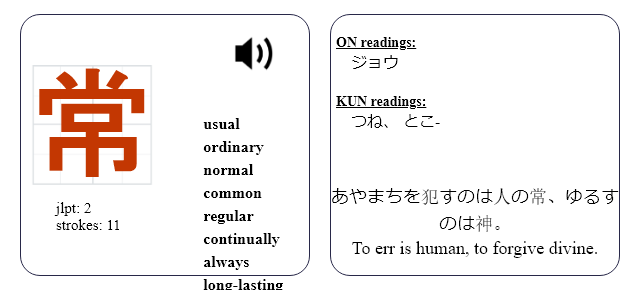 常
jlpt: 2
strokes: 11
usual
ordinary
normal
common
regular
continually
always
long-lasting
ON readings:
ジョウ
KUN readings:
つね、 とこ-
あやまちを犯すのは人の常、ゆるす
のは神。
To err is human, to forgive divine.